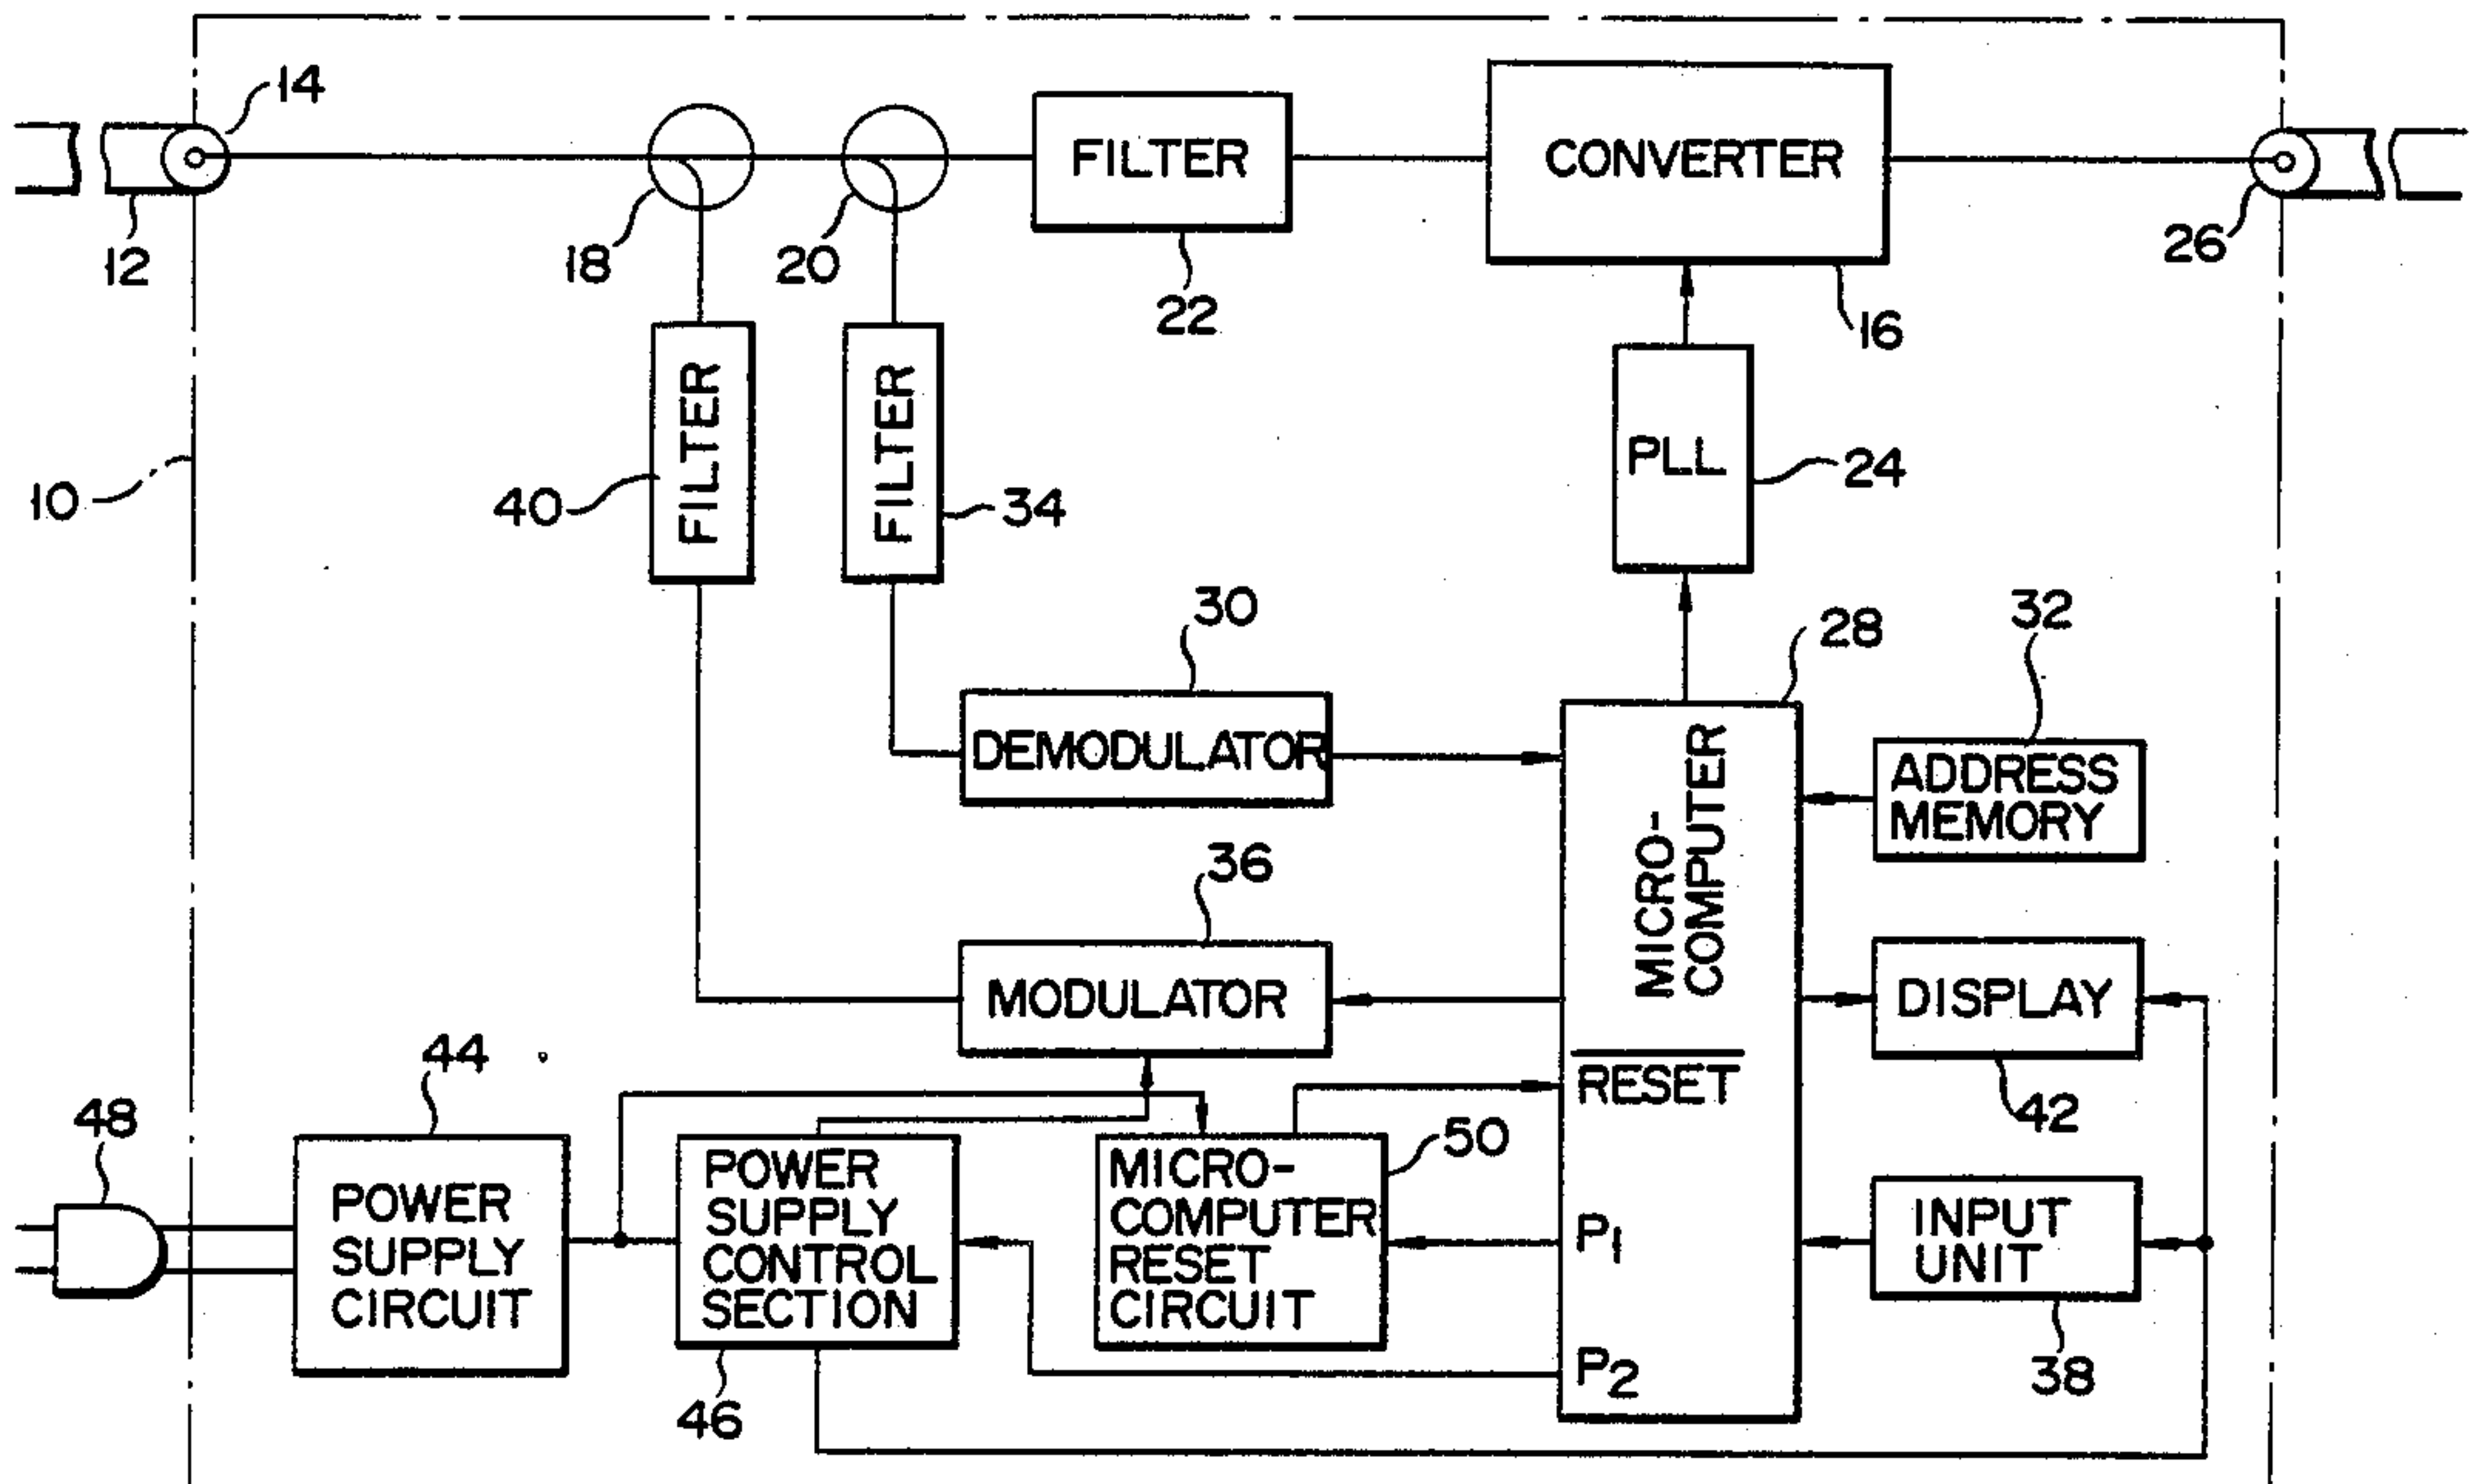 14
FILTER
CONVERTER
12
18
20
22
26
16
FILTER
FILTER
PLL
24
10
40
34
30
28
32
DEMODULATOR
MICRO-
COMPUTER
ADDRESS
MEMORY
36
MODULATOR
DISPLAY
44
RESET
42
48
50
POWER
SUPPLY
CIRCUIT
POWER
SUPPLY
CONTROL
SECTION
MICRO-
COMPUTER
RESET
CIRCUIT
P1
INPUT
UNIT
P2
46
38